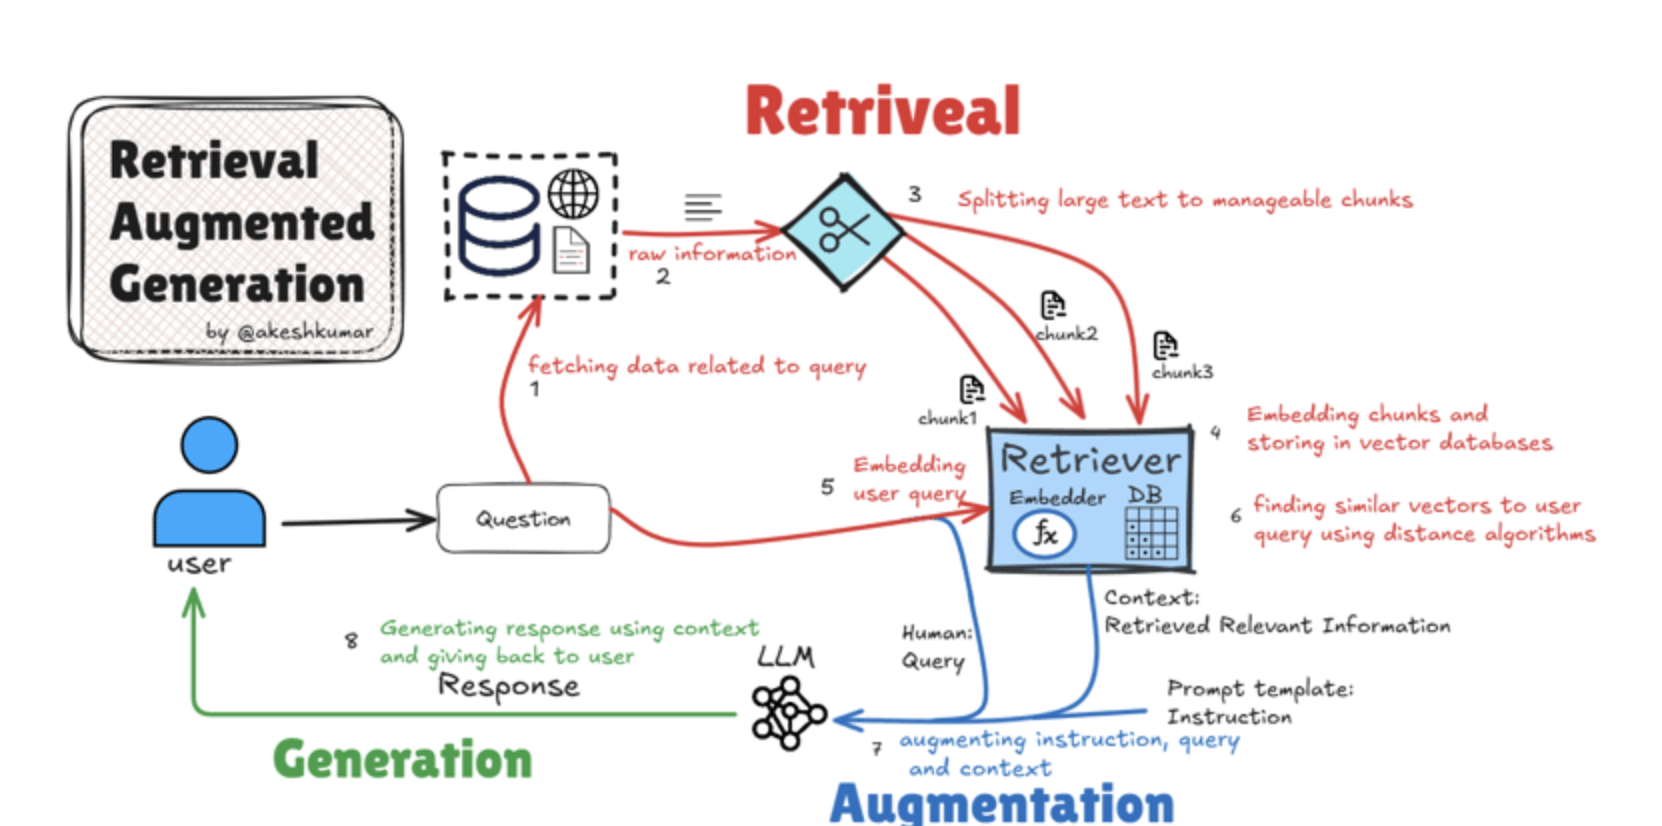 Retrieval
Augmented
Generation
by @akeshkumar
Retriveal
raw information
2
3
Splitting large text to manageable chunks
fetching data related to query
1
chunk2
chunk3
chunk1
4
Embedding chunks and
storing in vector databases
Retriever
Embedder
DB
fx
5
Embedding
user query
6
finding similar vectors to user
query using distance algorithms
Question
user
Context:
Retrieved Relevant Information
Human:
Query
8
Generating response using context
and giving back to user
Response
LLM
Prompt template:
Instruction
7
augmenting instruction, query
and context
Generation
Augmentation